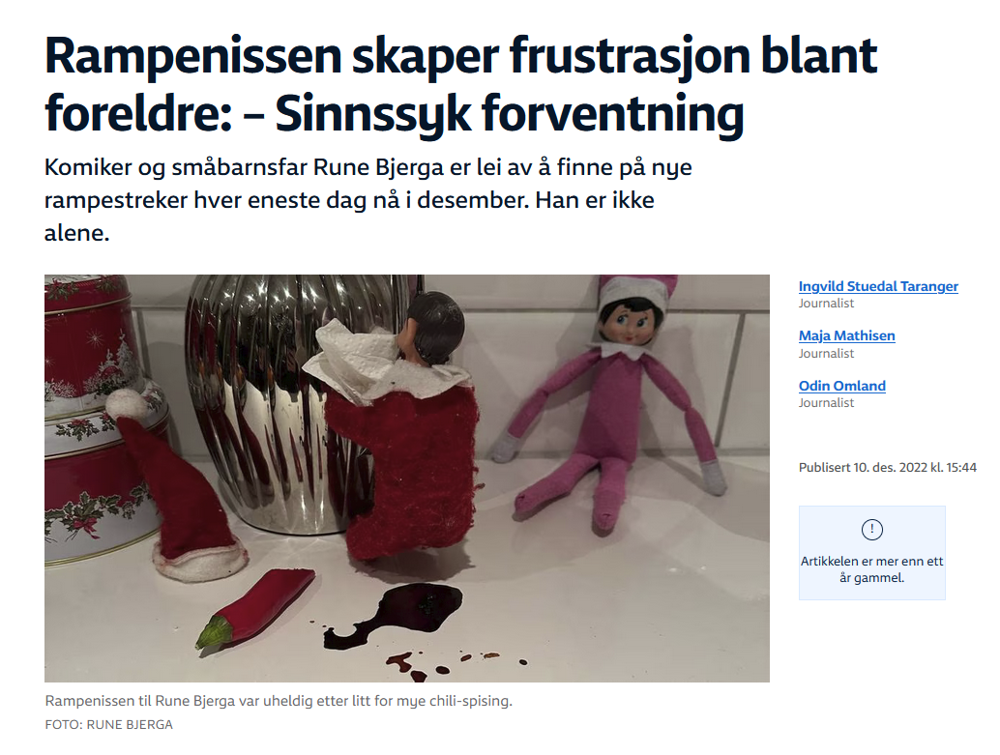 Rampenissen skaper frustrasjon blant
foreldre: – Sinnssyk forventning
Komiker og småbarnsfar Rune Bjerga er lei av å finne på nye
rampestreker hver eneste dag nå i desember. Han er ikke
alene.
Ingvild Stuedal Taranger
Journalist
Maja Mathisen
Journalist
Odin Omland
Journalist
Publisert 10. des. 2022 kl. 15:44
!
Artikkelen er mer enn ett
år gammel.
Rampenissen til Rune Bjerga var uheldig etter litt for mye chili-spising.
FOTO: RUNE BJERGA